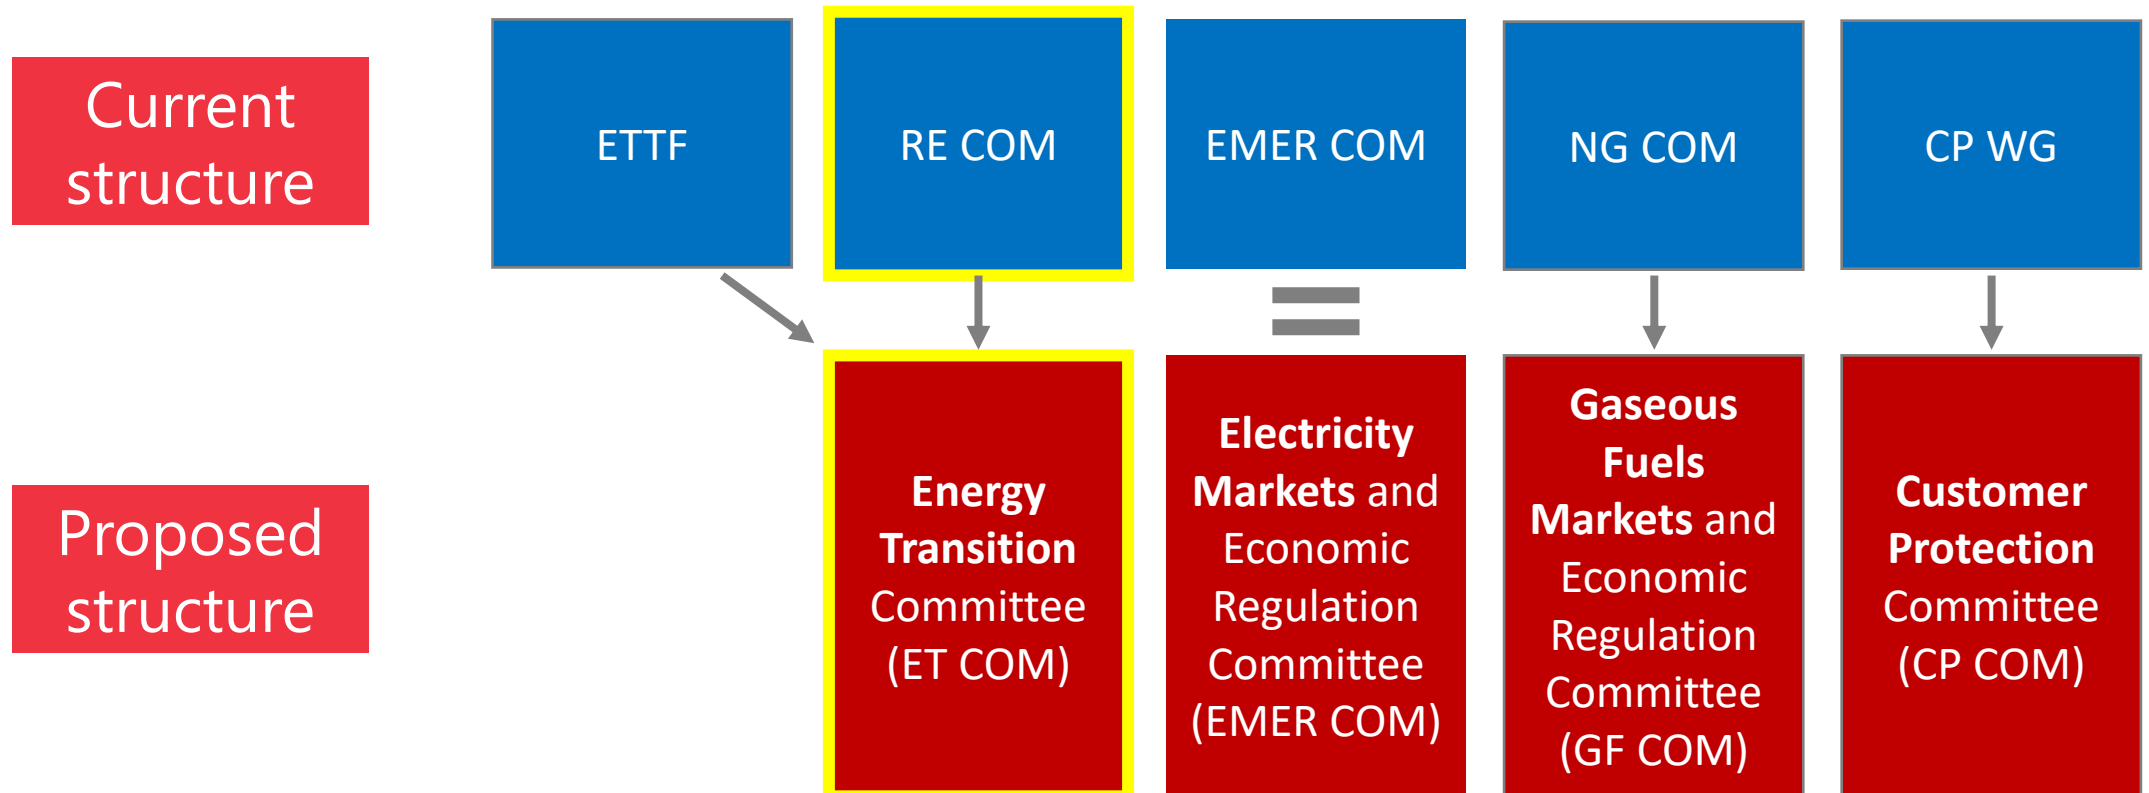 Current
structure
ETTF
RE COM
EMER COM
NG COM
CP WG
Proposed
structure
Energy
Transition
Committee
(ET COM)
Electricity
Markets and
Economic
Regulation
Committee
(EMER COM)
Gaseous
Fuels
Markets and
Economic
Regulation
Committee
(GF COM)
Customer
Protection
Committee
(CP COM)